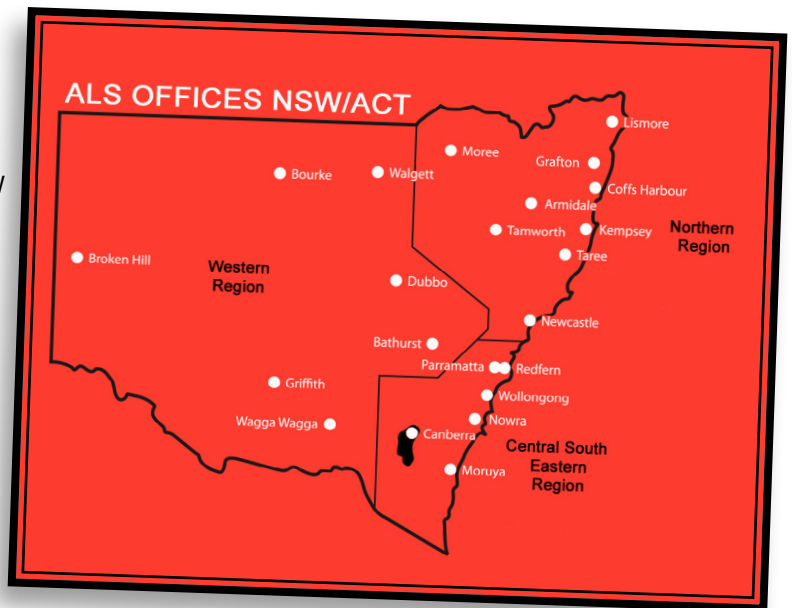 ALS OFFICES NSW/ACT
Lismore
Moree
Grafton
Bourke
Walgett
Coffs Harbour
Armidale
Tamworth
Kempsey
Northern
Region
Broken Hill
Taree
Western
Region
Dubbo
Newcastle
Bathurst
Parramatta
Redfern
Griffith
Wollongong
Wagga Wagga
Nowra
Canberra
Central South
Eastern
Region
Moruya